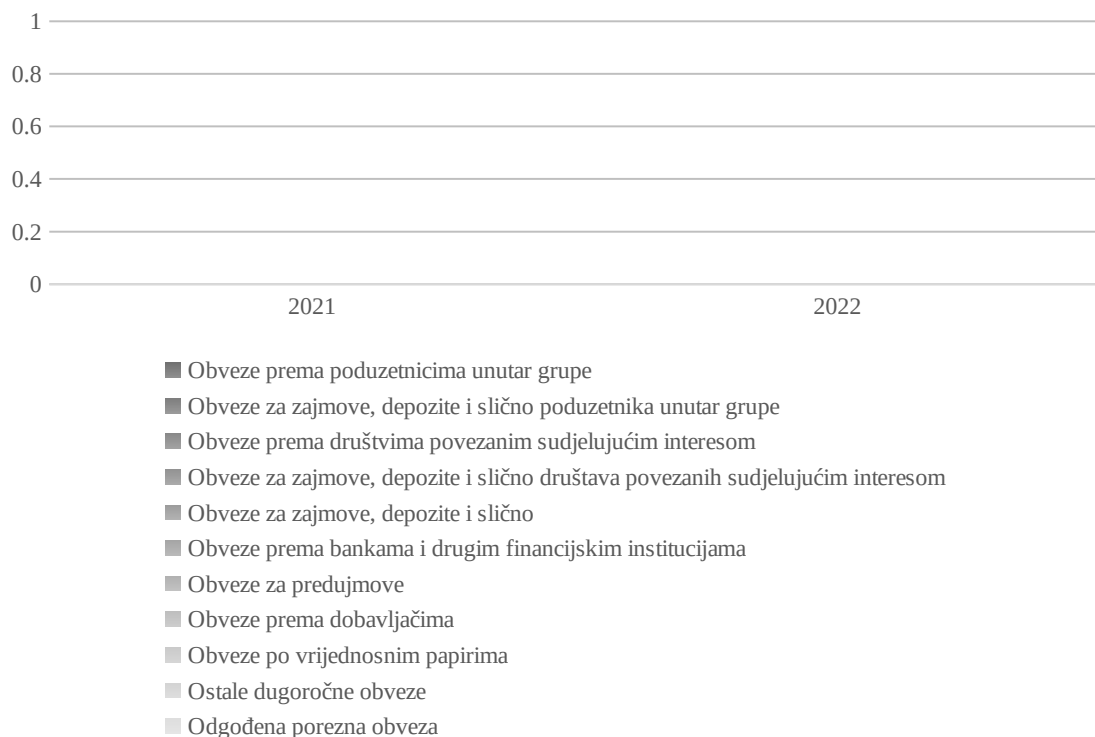 1
0.8
0.6
0.4
0.2
0
2021 2022
Obveze prema poduzetnicima unutar grupe
Obveze za zajmove, depozite i slično poduzetnika unutar grupe
Obveze prema društvima povezanim sudjelujućim interesom
Obveze za zajmove, depozite i slično društava povezanih sudjelujućim interesom
Obveze za zajmove, depozite i slično
Obveze prema bankama i drugim financijskim institucijama
Obveze za predujmove
Obveze prema dobavljačima
Obveze po vrijednosnim papirima
Ostale dugoročne obveze
Odgođena porezna obveza